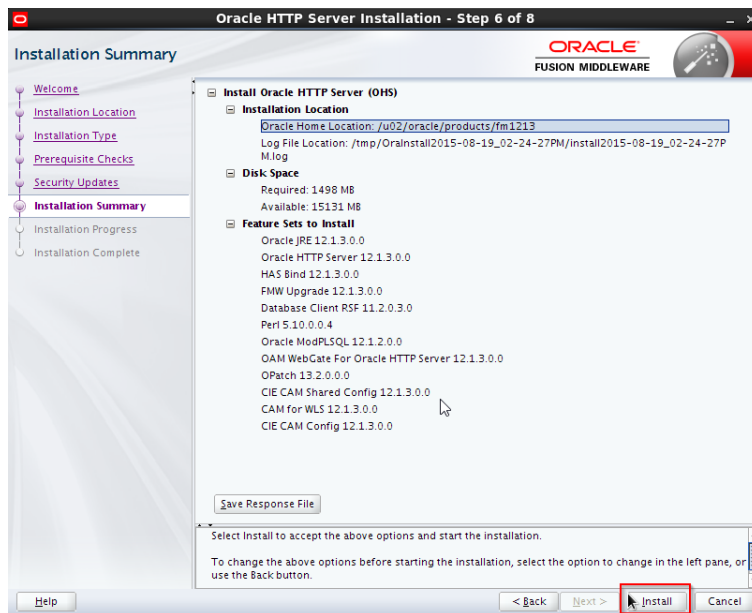 Oracle HTTP Server Installation - Step 6 of 8
Installation Summary
ORACLE
FUSION MIDDLEWARE
Welcome
Installation Location
Installation Type
Prerequisite Checks
Security Updates
Installation Summary
Installation Progress
Installation Complete
Install Oracle HTTP Server (OHS)
Installation Location
Oracle Home Location: /u02/oracle/products/fm1213
Log File Location: /tmp/OraInstall2015-08-19_02-24-27PM/install2015-08-19_02-24-27P
M.log
Disk Space
Required: 1498 MB
Available: 15131 MB
Feature Sets to Install
Oracle JRE 12.1.3.0.0
Oracle HTTP Server 12.1.3.0.0
HAS Bind 12.1.3.0.0
FMW Upgrade 12.1.3.0.0
Database Client RSF 11.2.0.3.0
Perl 5.10.0.0.4
Oracle ModPLSQL 12.1.2.0.0
OAM WebGate For Oracle HTTP Server 12.1.3.0.0
OPatch 13.2.0.0.0
CIE CAM Shared Config 12.1.3.0.0
CAM for WLS 12.1.3.0.0
CIE CAM Config 12.1.3.0.0
Save Response File
Select Install to accept the above options and start the installation.
To change the above options before starting the installation, select the option to change in the left pane, or
use the Back button.
Help
< Back
Next >
Install
Cancel